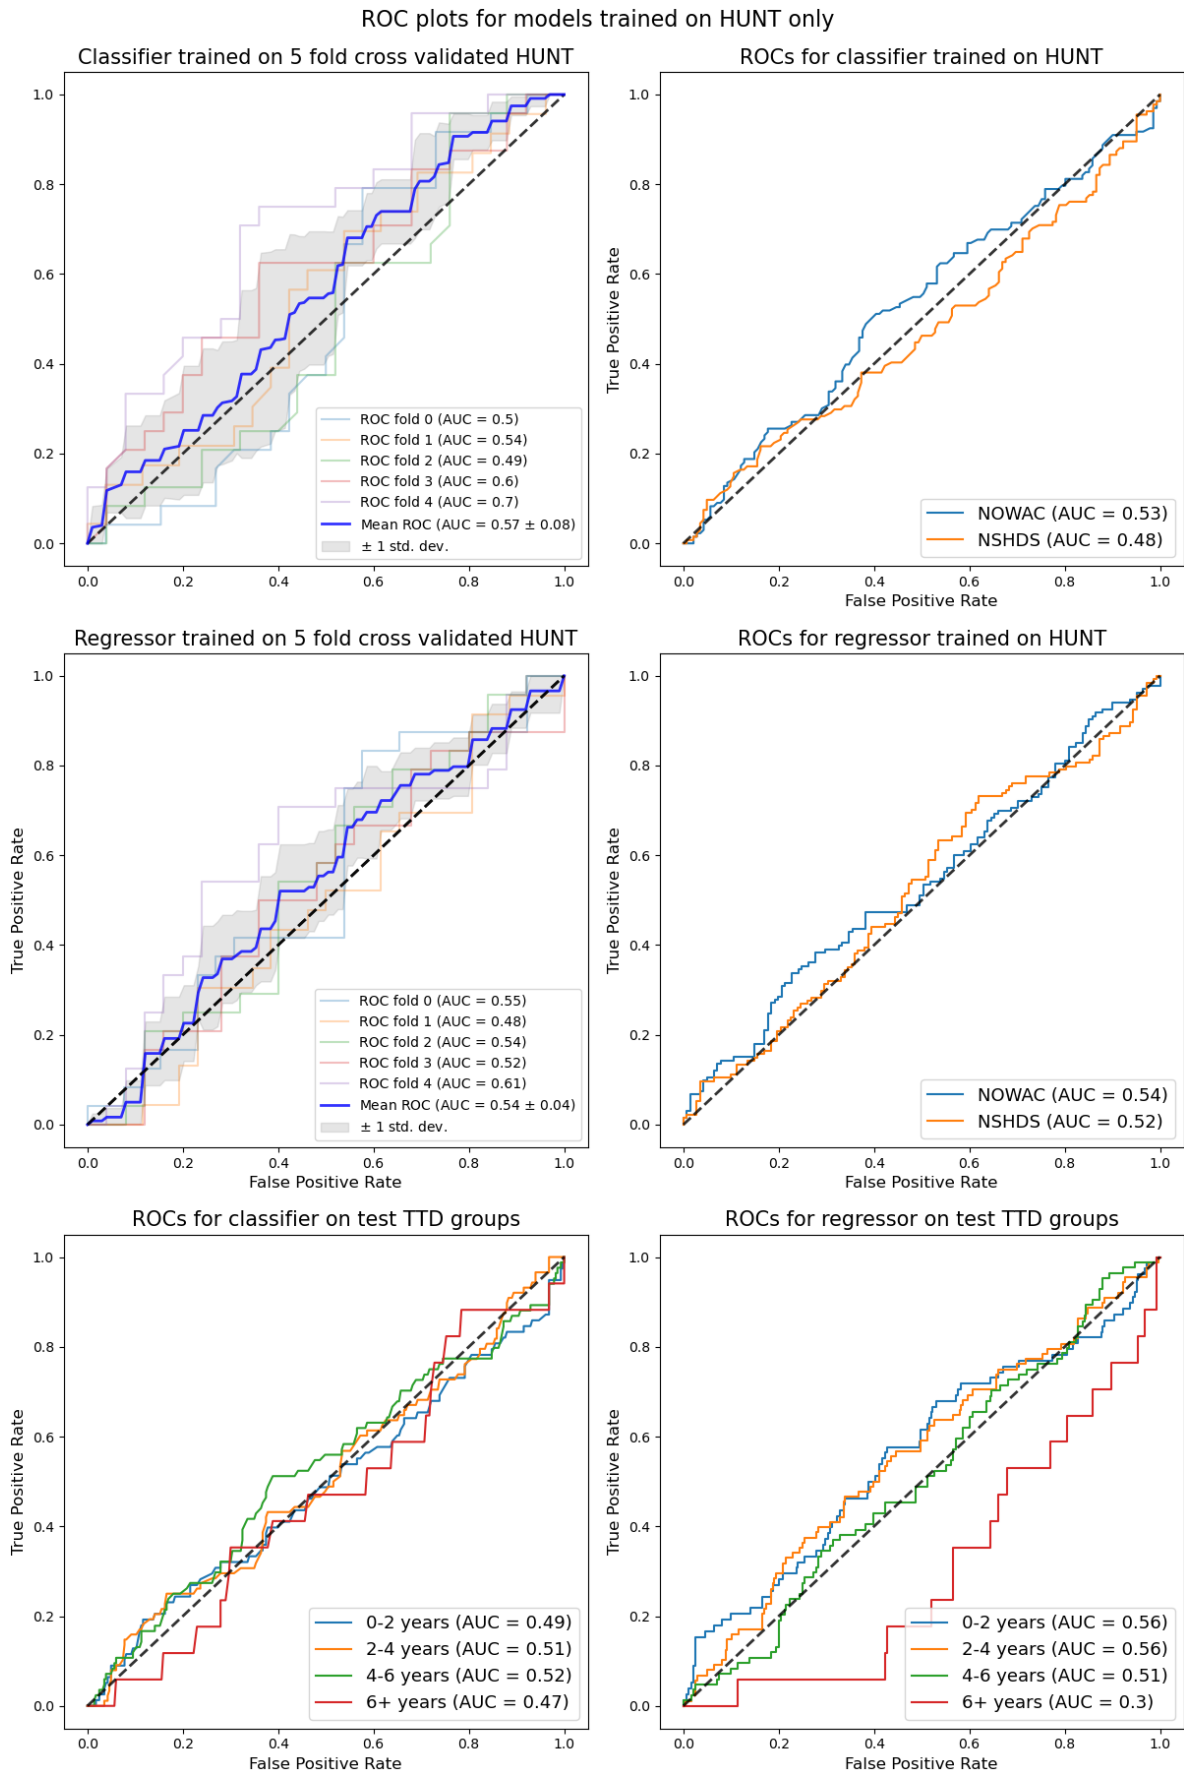 ROC plots for models trained on HUNT only
Classifier trained on 5 fold cross validated HUNT
1.0
0.8
0.6
0.4
0.2
0.0
0.0 0.2 0.4 0.6 0.8 1.0
ROC fold 0 (AUC = 0.5)
ROC fold 1 (AUC = 0.54)
ROC fold 2 (AUC = 0.49)
ROC fold 3 (AUC = 0.6)
ROC fold 4 (AUC = 0.7)
Mean ROC (AUC = 0.57 ± 0.08)
± 1 std. dev.
ROCs for classifier trained on HUNT
True Positive Rate
1.0
0.8
0.6
0.4
0.2
0.0
0.0 0.2 0.4 0.6 0.8 1.0
False Positive Rate
NOWAC (AUC = 0.53)
NSHDS (AUC = 0.48)
Regressor trained on 5 fold cross validated HUNT
True Positive Rate
1.0
0.8
0.6
0.4
0.2
0.0
0.0 0.2 0.4 0.6 0.8 1.0
False Positive Rate
ROC fold 0 (AUC = 0.55)
ROC fold 1 (AUC = 0.48)
ROC fold 2 (AUC = 0.54)
ROC fold 3 (AUC = 0.52)
ROC fold 4 (AUC = 0.61)
Mean ROC (AUC = 0.54 ± 0.04)
± 1 std. dev.
ROCs for regressor trained on HUNT
True Positive Rate
1.0
0.8
0.6
0.4
0.2
0.0
0.0 0.2 0.4 0.6 0.8 1.0
False Positive Rate
NOWAC (AUC = 0.54)
NSHDS (AUC = 0.52)
ROCs for classifier on test TTD groups
True Positive Rate
1.0
0.8
0.6
0.4
0.2
0.0
0.0 0.2 0.4 0.6 0.8 1.0
False Positive Rate
0-2 years (AUC = 0.49)
2-4 years (AUC = 0.51)
4-6 years (AUC = 0.52)
6+ years (AUC = 0.47)
ROCs for regressor on test TTD groups
True Positive Rate
1.0
0.8
0.6
0.4
0.2
0.0
0.0 0.2 0.4 0.6 0.8 1.0
False Positive Rate
0-2 years (AUC = 0.56)
2-4 years (AUC = 0.56)
4-6 years (AUC = 0.51)
6+ years (AUC = 0.3)